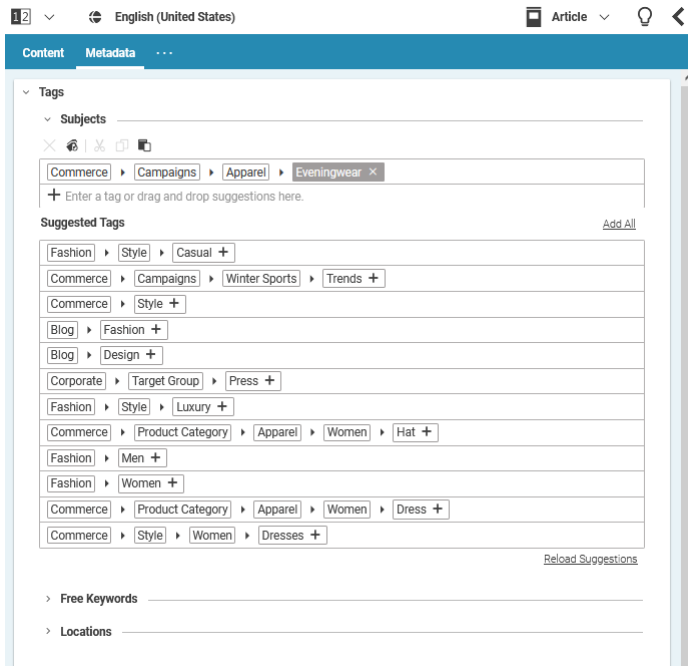 12 English (United States) Article
Content Metadata ...
Tags
Subjects
Commerce Campaigns Apparel Eveningwear ×
+ Enter a tag or drag and drop suggestions here.
Suggested Tags Add All
Fashion Style Casual +
Commerce Campaigns Winter Sports Trends +
Commerce Style +
Blog Fashion +
Blog Design +
Corporate Target Group Press +
Fashion Style Luxury +
Commerce Product Category Apparel Women Hat +
Fashion Men +
Fashion Women +
Commerce Product Category Apparel Women Dress +
Commerce Style Women Dresses +
Reload Suggestions
Free Keywords
Locations